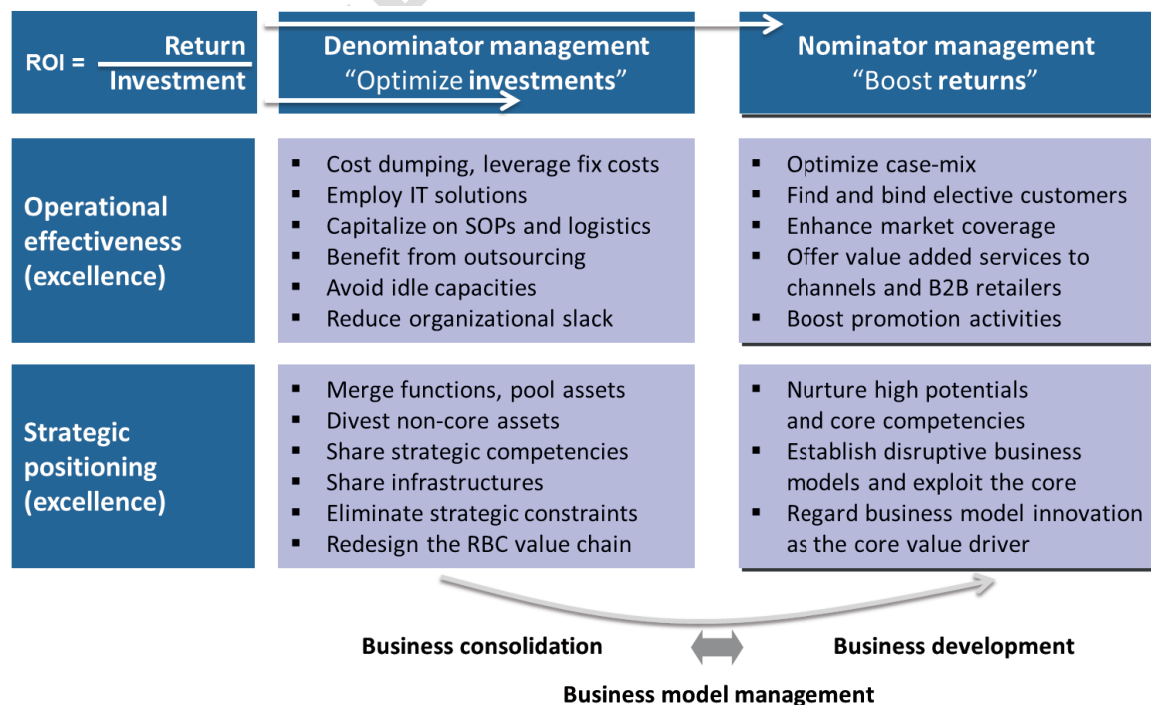 ROI = Return
Investment
Denominator management
“Optimize investments”
Nominator management
“Boost returns”
Operational
effectiveness
(excellence)
▪ Cost dumping, leverage fix costs
▪ Employ IT solutions
▪ Capitalize on SOPs and logistics
▪ Benefit from outsourcing
▪ Avoid idle capacities
▪ Reduce organizational slack
▪ Optimize case-mix
▪ Find and bind elective customers
▪ Enhance market coverage
▪ Offer value added services to
channels and B2B retailers
▪ Boost promotion activities
Strategic
positioning
(excellence)
▪ Merge functions, pool assets
▪ Divest non-core assets
▪ Share strategic competencies
▪ Share infrastructures
▪ Eliminate strategic constraints
▪ Redesign the RBC value chain
▪ Nurture high potentials
and core competencies
▪ Establish disruptive business
models and exploit the core
▪ Regard business model innovation
as the core value driver
Business consolidation
Business development
Business model management